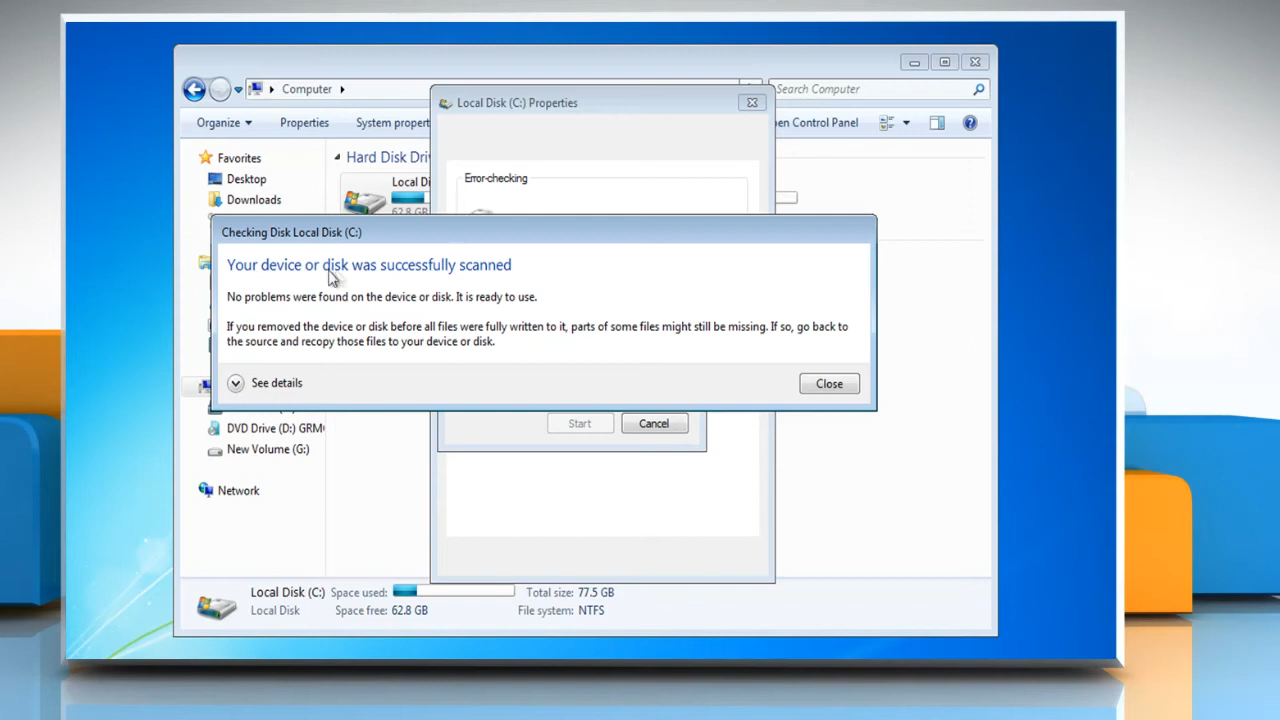 Computer
Search Computer
Local Disk (C:) Properties
Organize
Properties
System propert
en Control Panel
Favorites
Desktop
Downloads
Hard Disk Dri
Local Di
62.8 GB
Error-checking
Checking Disk Local Disk (C:)
Your device or disk was successfully scanned
No problems were found on the device or disk. It is ready to use.
If you removed the device or disk before all files were fully written to it, parts of some files might still be missing. If so, go back to
the source and recopy those files to your device or disk.
See details
Close
Start
Cancel
DVD Drive (D:) GRM
New Volume (G:)
Network
Local Disk (C:)
Space used:
Total size: 77.5 GB
Local Disk
Space free: 62.8 GB
File system: NTFS